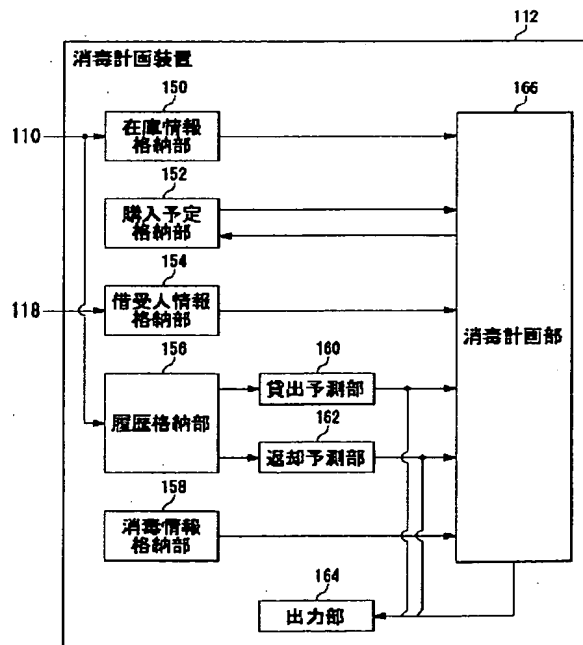 112
消毒計画装置
150
166
110
在庫情報
格納部
152
購入予定
格納部
154
118
借受人情報
格納部
消毒計画部
156
160
貸出予測部
履歴格納部
162
返却予測部
158
消毒情報
格納部
164
出力部